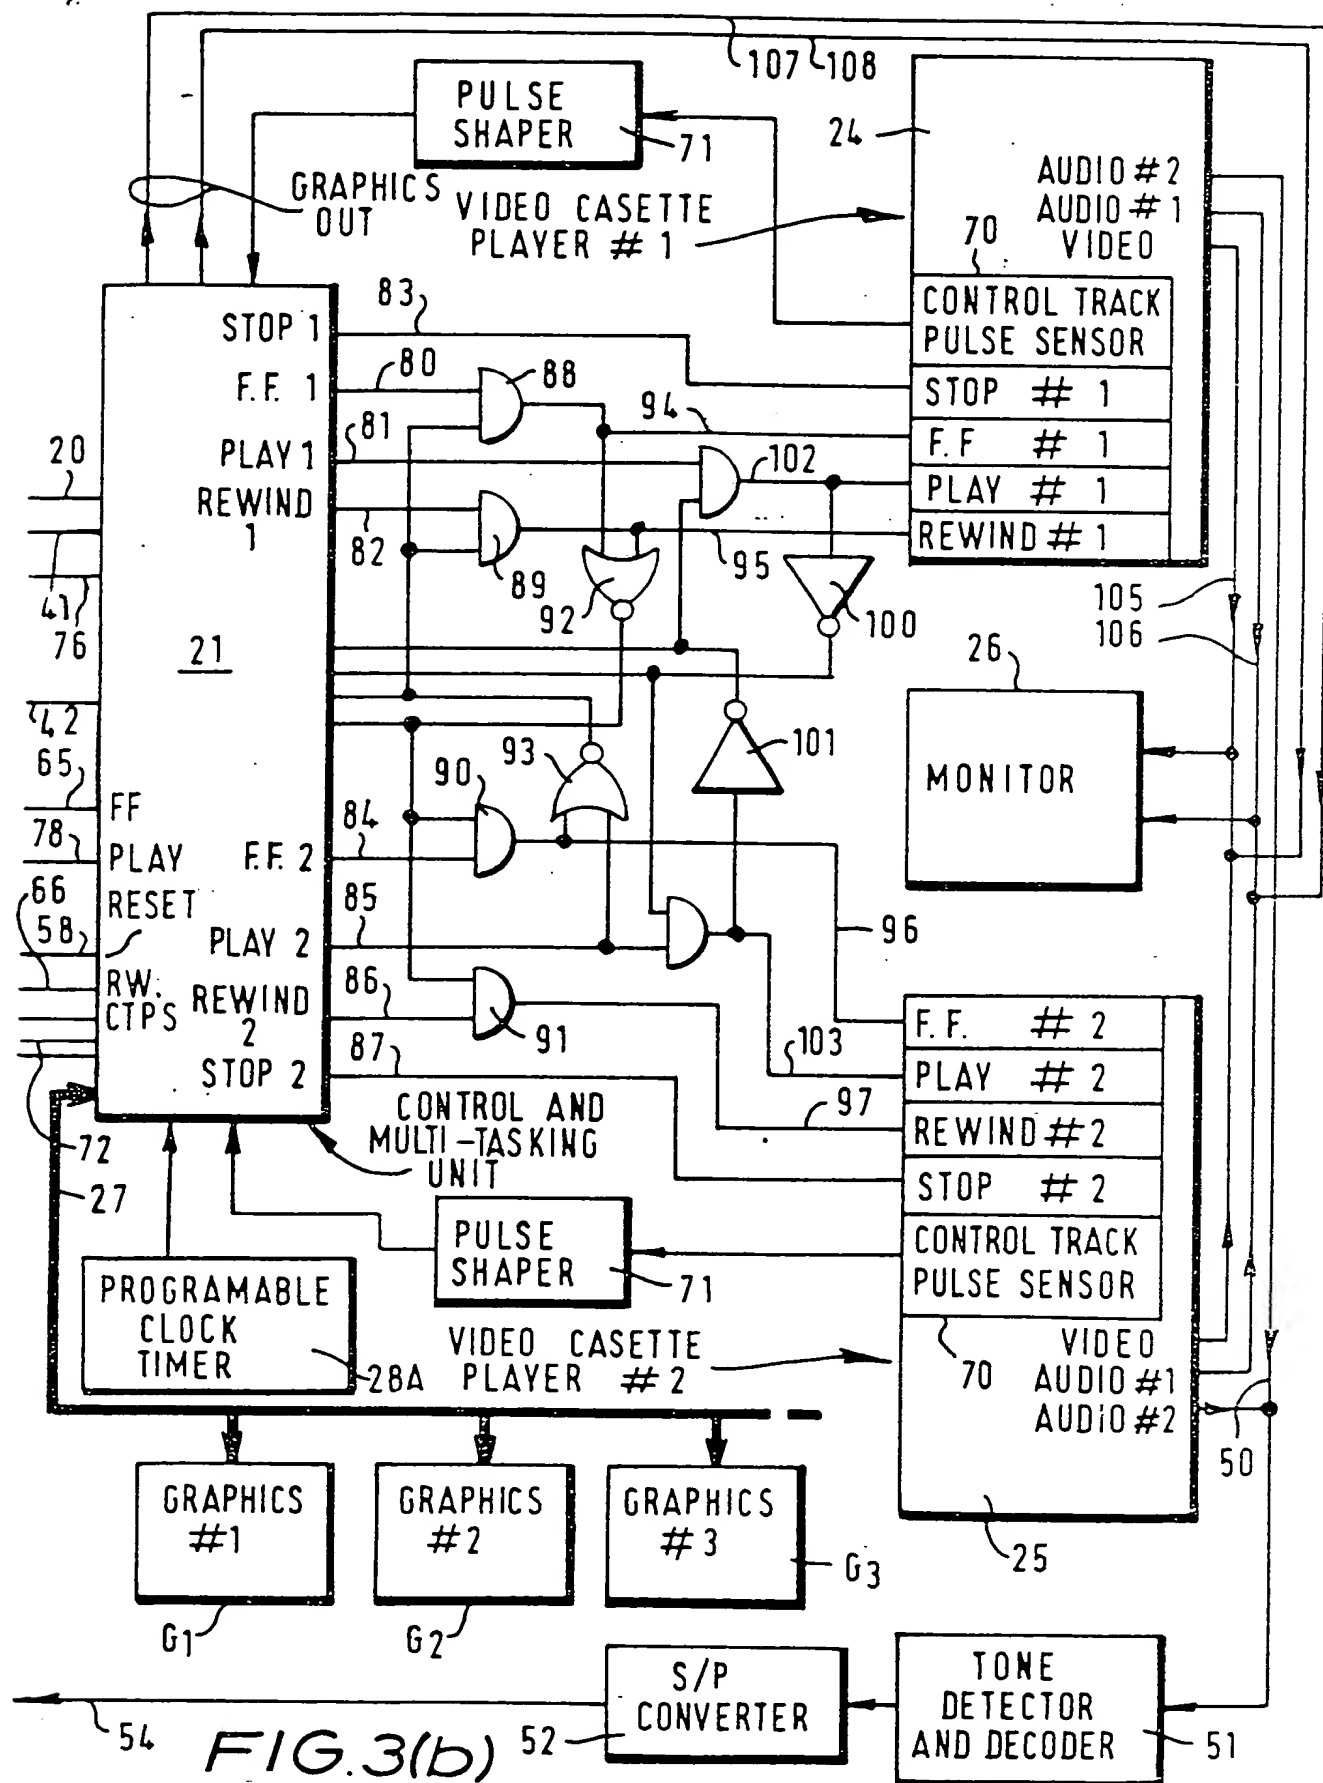 107 108
PULSE
SHAPER
71
24
GRAPHICS
OUT
VIDEO CASETTE
PLAYER # 1
AUDIO # 2
AUDIO # 1
VIDEO
70
CONTROL TRACK
PULSE SENSOR
STOP # 1
F.F # 1
PLAY # 1
REWIND # 1
83
STOP 1
80
F.F. 1
88
94
81
PLAY 1
102
20
REWIND
1
82
89
95
92
100
41
76
21
105
106
26
MONITOR
42
101
93
65
FF
90
78
PLAY
84
F.F. 2
66
RESET
85
58
PLAY 2
96
RW.
CTPS
86
REWIND
2
91
87
STOP 2
103
97
F.F. # 2
PLAY # 2
REWIND # 2
STOP # 2
CONTROL TRACK
PULSE SENSOR
70
VIDEO
AUDIO #1
AUDIO #2
72
27
CONTROL AND
MULTI-TASKING
UNIT
PULSE
SHAPER
71
PROGRAMABLE
CLOCK
TIMER
28A
VIDEO CASETTE
PLAYER # 2
50
25
GRAPHICS
#1
G1
GRAPHICS
#2
G2
GRAPHICS
# 3
G3
S/P
CONVERTER
52
TONE
DETECTOR
AND DECODER
51
54
FIG.3(b)